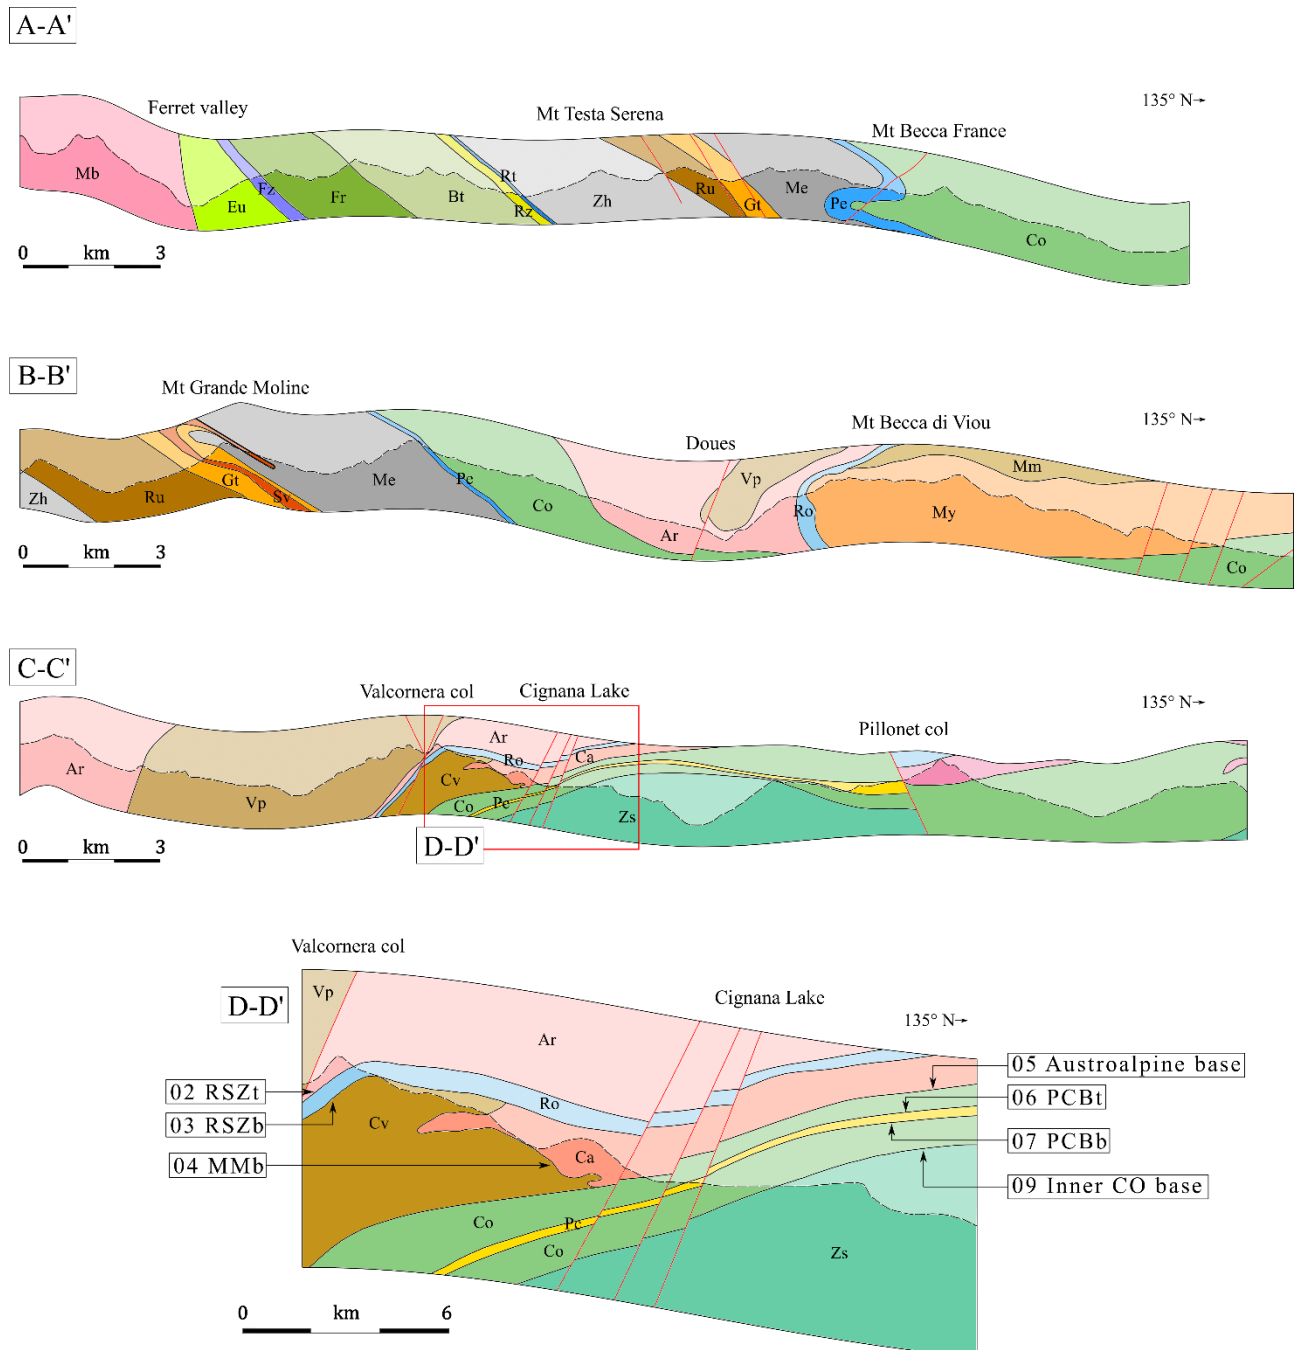 A-A'
Ferret valley
Mt Testa Serena
Mt Becca France
135° N→
Mb
Eu
Fz
Fr
Bt
Rt
Rz
Zh
Ru
Gt
Me
Pe
Co
0 km 3
B-B'
Mt Grande Moline
Doues
Mt Becca di Viou
135° N→
Zh
Ru
Gt
Sv
Me
Pe
Co
Ar
Vp
Ro
My
Mm
Co
0 km 3
C-C'
Valcornera col
Cignana Lake
Pillonet col
135° N→
Ar
Vp
Cv
Ar
Ro
Ca
Co
Pe
Zs
0 km 3
D-D'
Valcornera col
D-D'
Cignana Lake
135° N→
Vp
Ar
Ro
Cv
Ca
Co
Pc
Co
Zs
02 RSZt
03 RSZb
04 MMb
05 Austroalpine base
06 PCBt
07 PCBb
09 Inner CO base
0 km 6